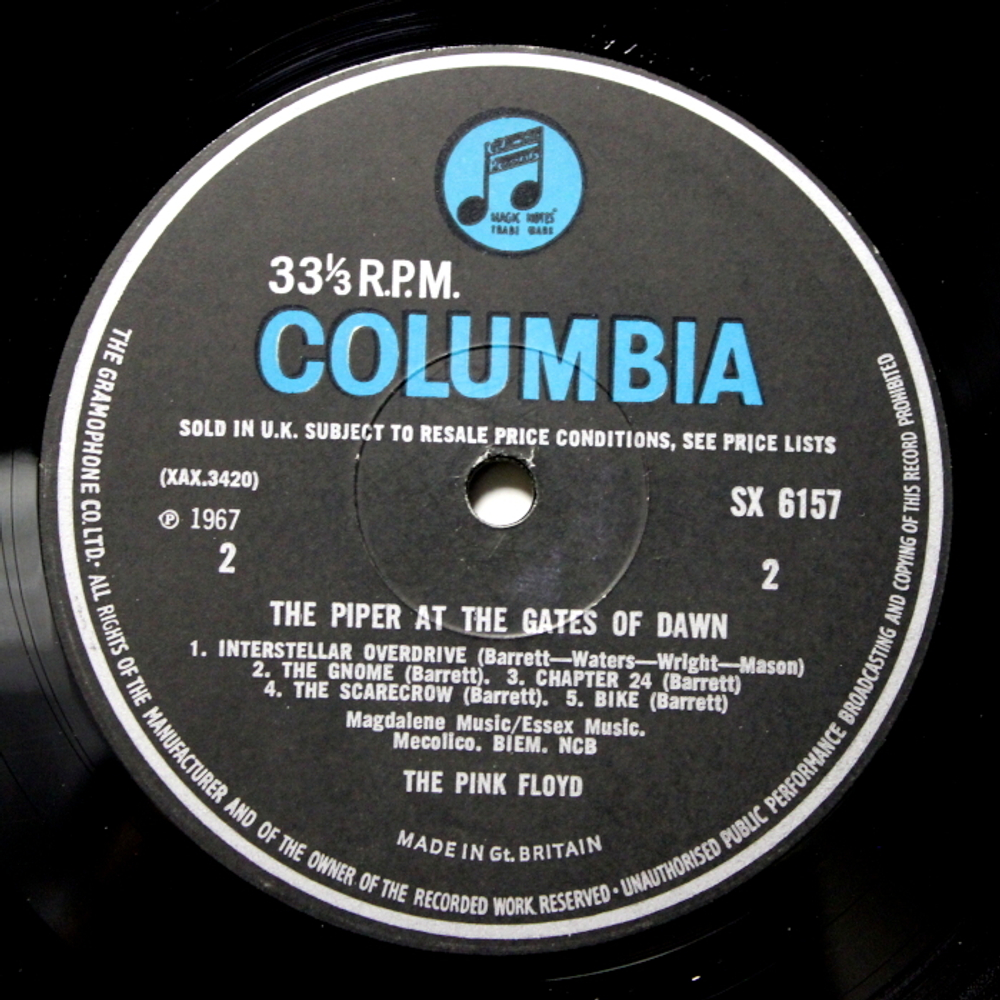 MAGIC NOTES
TRADE MARK
33⅓ R.P.M.
COLUMBIA
SOLD IN U.K. SUBJECT TO RESALE PRICE CONDITIONS, SEE PRICE LISTS
(XAX.3420)
SX 6157
Ⓟ 1967
2
2
THE PIPER AT THE GATES OF DAWN
1. INTERSTELLAR OVERDRIVE (Barrett—Waters—Wright—Mason)
2. THE GNOME (Barrett). 3. CHAPTER 24 (Barrett)
4. THE SCARECROW (Barrett). 5. BIKE (Barrett)
Magdalene Music/Essex Music.
Mecolico. BIEM. NCB
THE PINK FLOYD
MADE IN Gt. BRITAIN
THE GRAMOPHONE CO. LTD. · ALL RIGHTS OF THE MANUFACTURER AND OF THE OWNER OF THE RECORDED WORK RESERVED · UNAUTHORISED PUBLIC PERFORMANCE BROADCASTING AND COPYING OF THIS RECORD PROHIBITED